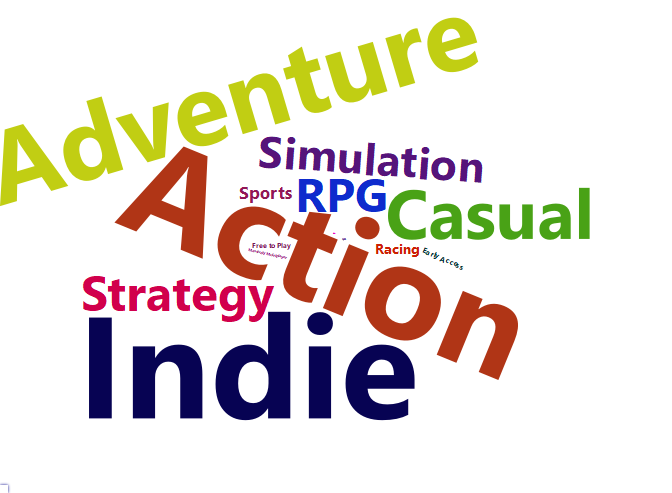 Adventure
Simulation
Sports
RPG
Casual
Action
Free to Play
Massively Multiplayer
Racing
Early Access
Strategy
Indie